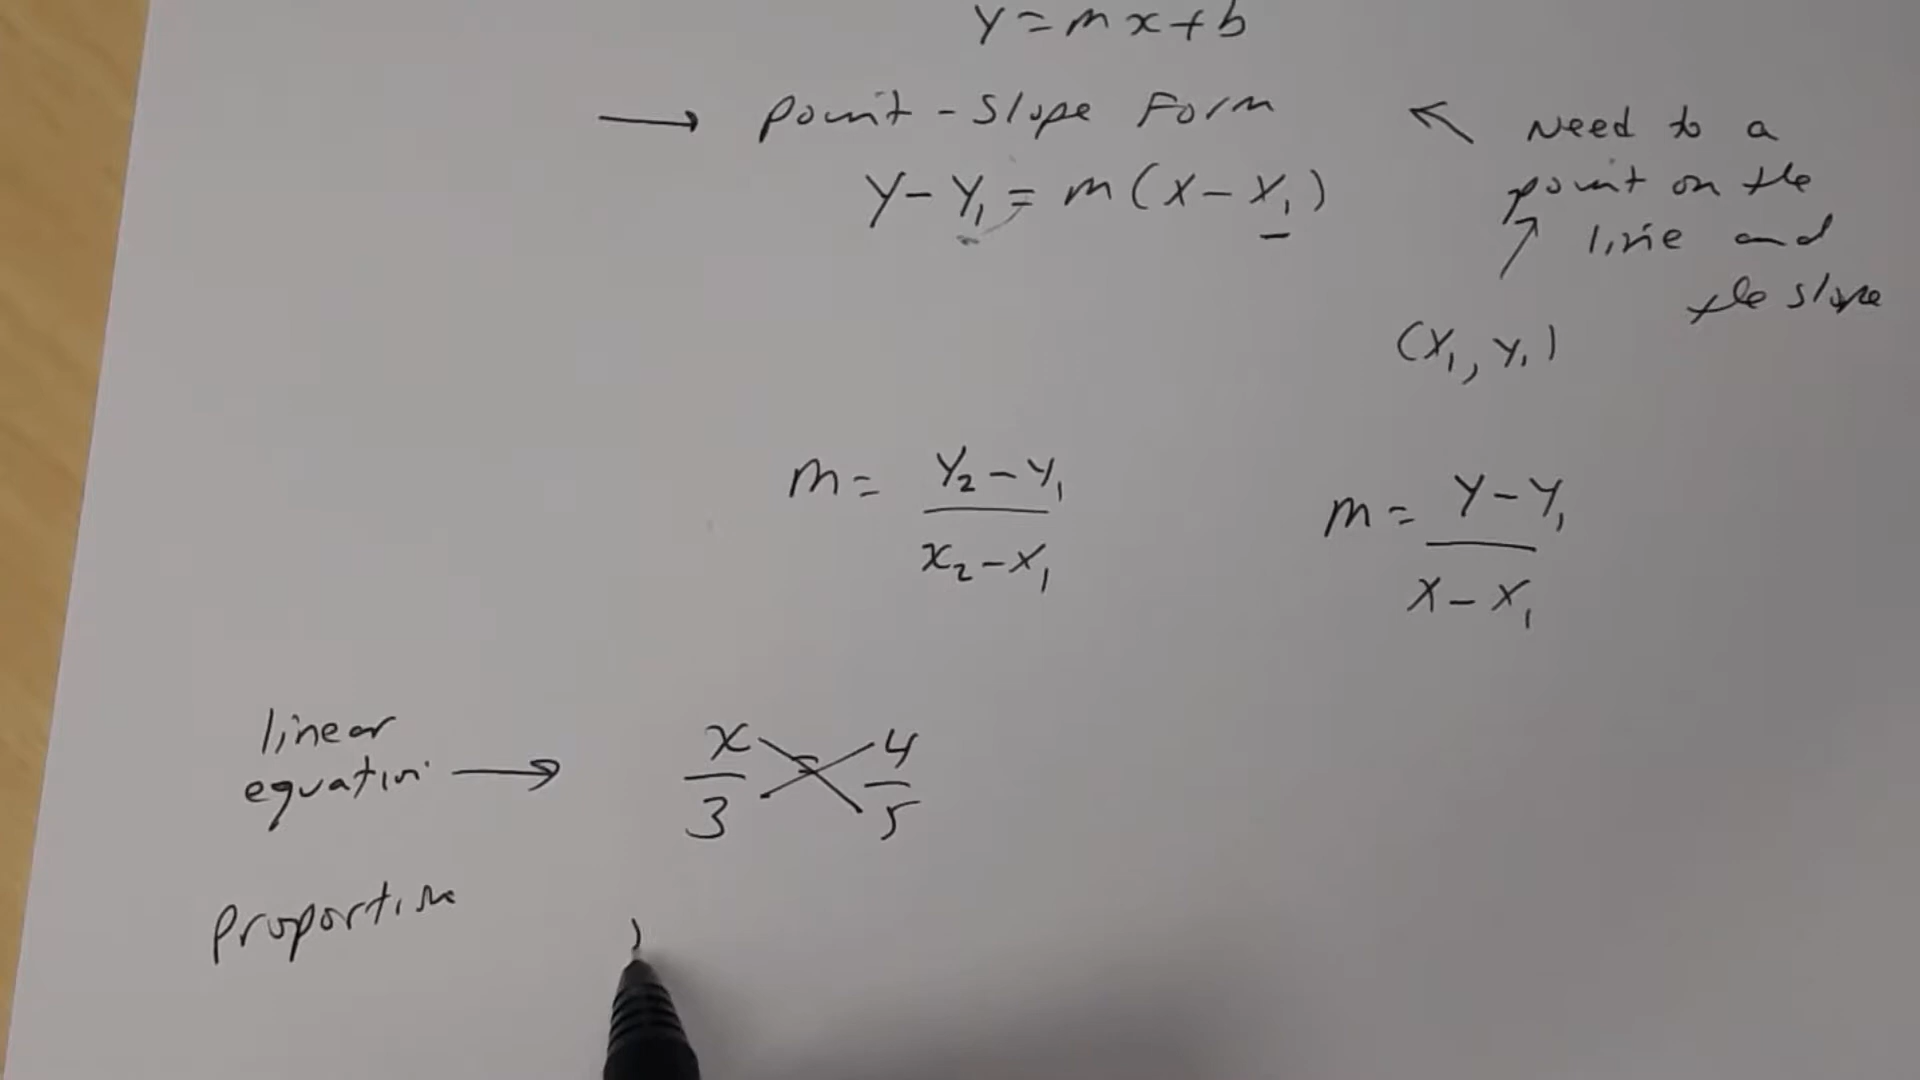 y = mx + b
→ point-slope Form ← Need to a
point on the
line and
the slope
y - y₁ = m(x - x₁)
(x₁, y₁)
m = (y₂ - y₁)/(x₂ - x₁)
m = (y - y₁)/(x - x₁)
linear
equation → x/3 = 4/5
proportion